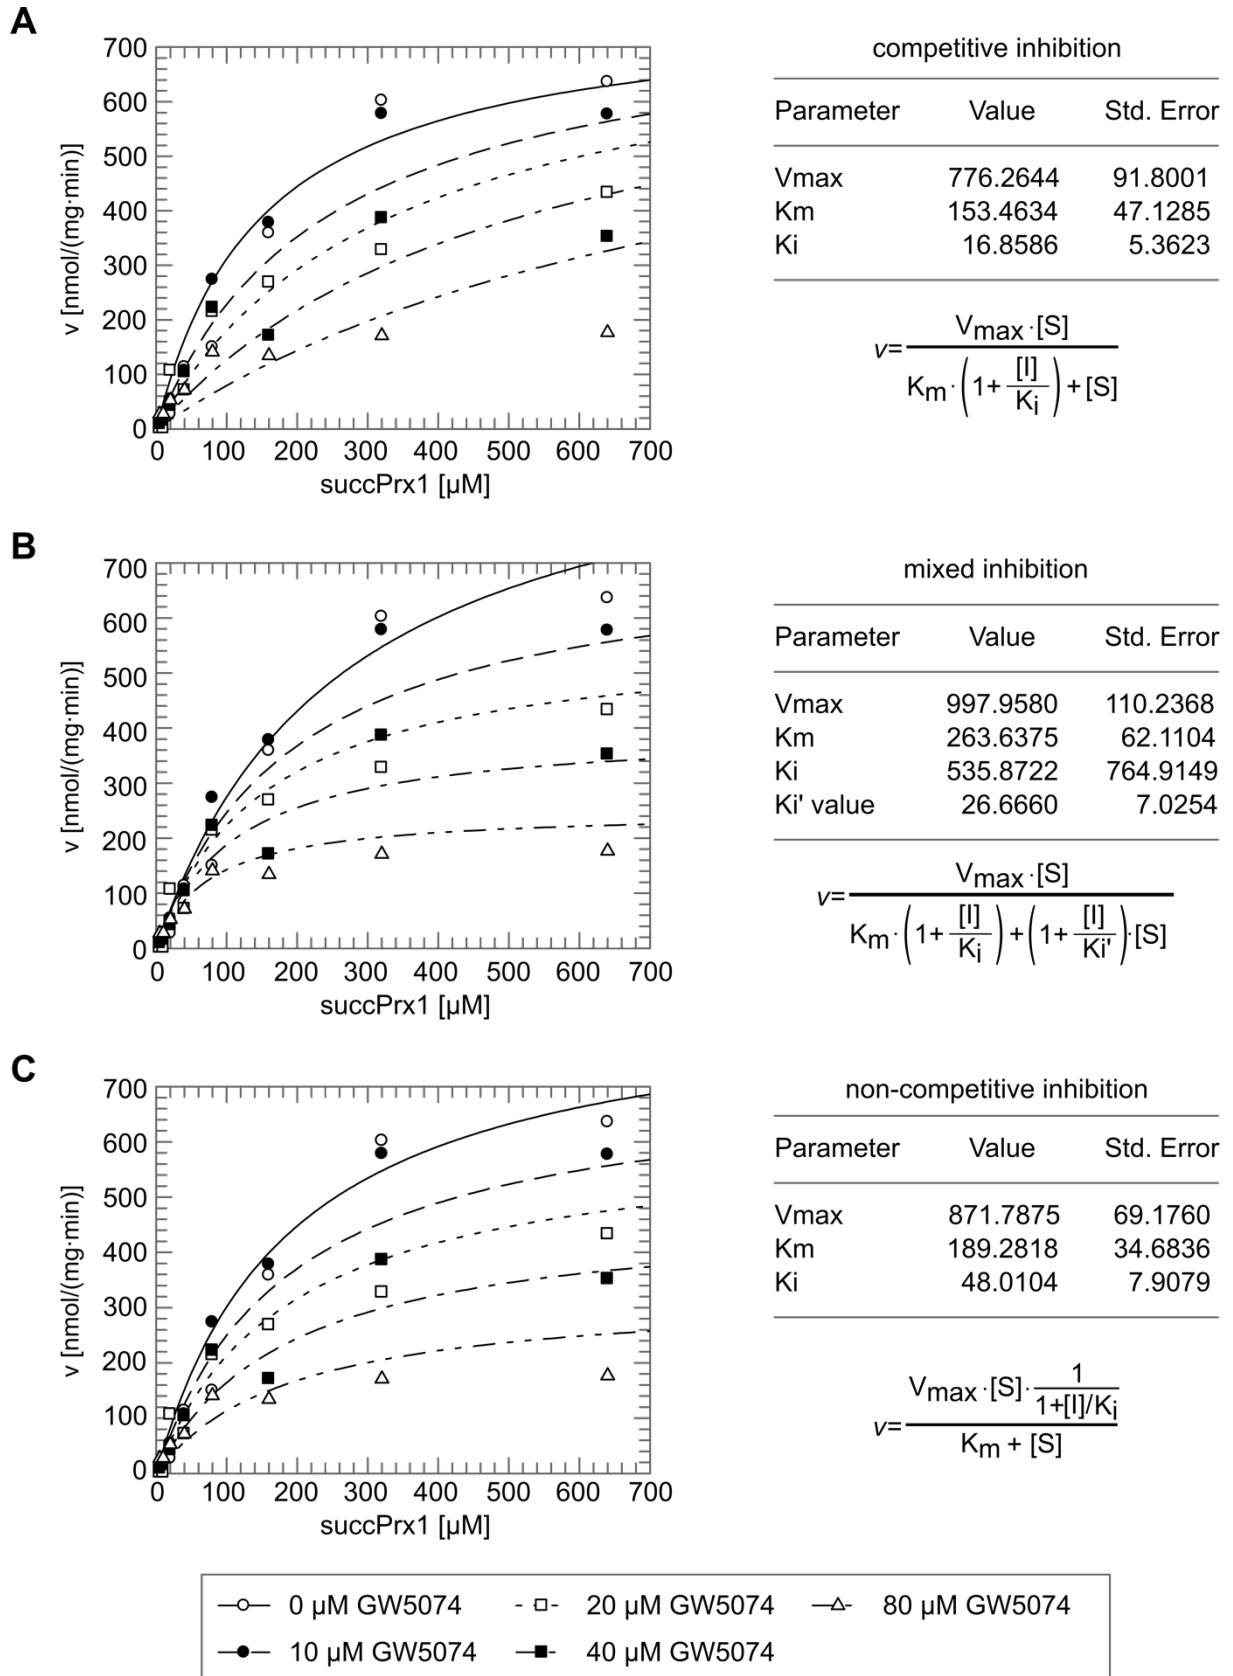 A
700
600
500
400
300
200
100
0
v [nmol/(mg·min)]
0 100 200 300 400 500 600 700
succPrx1 [µM]
competitive inhibition
Parameter Value Std. Error
Vmax 776.2644 91.8001
Km 153.4634 47.1285
Ki 16.8586 5.3623
Vmax·[S]
v=
Km·(1+ [I]/Ki)+[S]
B
700
600
500
400
300
200
100
0
v [nmol/(mg·min)]
0 100 200 300 400 500 600 700
succPrx1 [µM]
mixed inhibition
Parameter Value Std. Error
Vmax 997.9580 110.2368
Km 263.6375 62.1104
Ki 535.8722 764.9149
Ki' value 26.6660 7.0254
Vmax·[S]
v=
Km·(1+ [I]/Ki)+(1+ [I]/Ki')·[S]
C
700
600
500
400
300
200
100
0
v [nmol/(mg·min)]
0 100 200 300 400 500 600 700
succPrx1 [µM]
non-competitive inhibition
Parameter Value Std. Error
Vmax 871.7875 69.1760
Km 189.2818 34.6836
Ki 48.0104 7.9079
Vmax·[S]· 1/1+[I]/Ki
v=
Km + [S]
0 µM GW5074 20 µM GW5074 80 µM GW5074
10 µM GW5074 40 µM GW5074